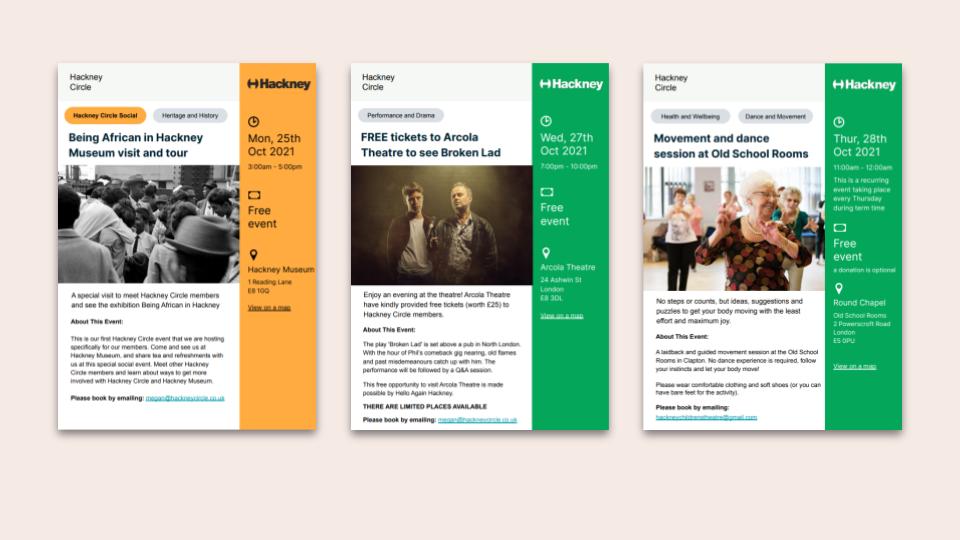 Hackney
Circle
Hackney
Hackney Circle Social
Heritage and History
Being African in Hackney
Museum visit and tour
A special visit to meet Hackney Circle members
and see the exhibition Being African in Hackney
About This Event:
This is our first Hackney Circle event that we are hosting
specifically for our members. Come and see us at
Hackney Museum, and share tea and refreshments with
us at this special social event. Meet other Hackney
Circle members and learn about ways to get more
involved with Hackney Circle and Hackney Museum.
Please book by emailing: megan@hackneycircle.co.uk
Mon, 25th
Oct 2021
3:00am - 5:00pm
Free
event
Hackney Museum
1 Reading Lane
E8 1GQ
View on a map
Hackney
Circle
Hackney
Performance and Drama
FREE tickets to Arcola
Theatre to see Broken Lad
Enjoy an evening at the theatre! Arcola Theatre
have kindly provided free tickets (worth £25) to
Hackney Circle members.
About This Event:
The play 'Broken Lad' is set above a pub in North London.
With the hour of Phil's comeback gig nearing, old flames
and past misdemeanours catch up with him. The
performance will be followed by a Q&A session.
This free opportunity to visit Arcola Theatre is made
possible by Hello Again Hackney.
THERE ARE LIMITED PLACES AVAILABLE
Please book by emailing: megan@hackneycircle.co.uk
Wed, 27th
Oct 2021
7:00pm - 10:00pm
Free
event
Arcola Theatre
24 Ashwin St
London
E8 3DL
View on a map
Hackney
Circle
Hackney
Health and Wellbeing
Dance and Movement
Movement and dance
session at Old School Rooms
No steps or counts, but ideas, suggestions and
puzzles to get your body moving with the least
effort and maximum joy.
About This Event:
A laidback and guided movement session at the Old School
Rooms in Clapton. No dance experience is required, follow
your instincts and let your body move!
Please wear comfortable clothing and soft shoes (or you can
have bare feet for the activity).
Please book by emailing:
hackneychildrenstheatre@gmail.com
Thur, 28th
Oct 2021
11:00am - 12:00am
This is a recurring
event taking place
every Thursday
during term time
Free
event
a donation is optional
Round Chapel
Old School Rooms
2 Powerscroft Road
London
E5 0PU
View on a map